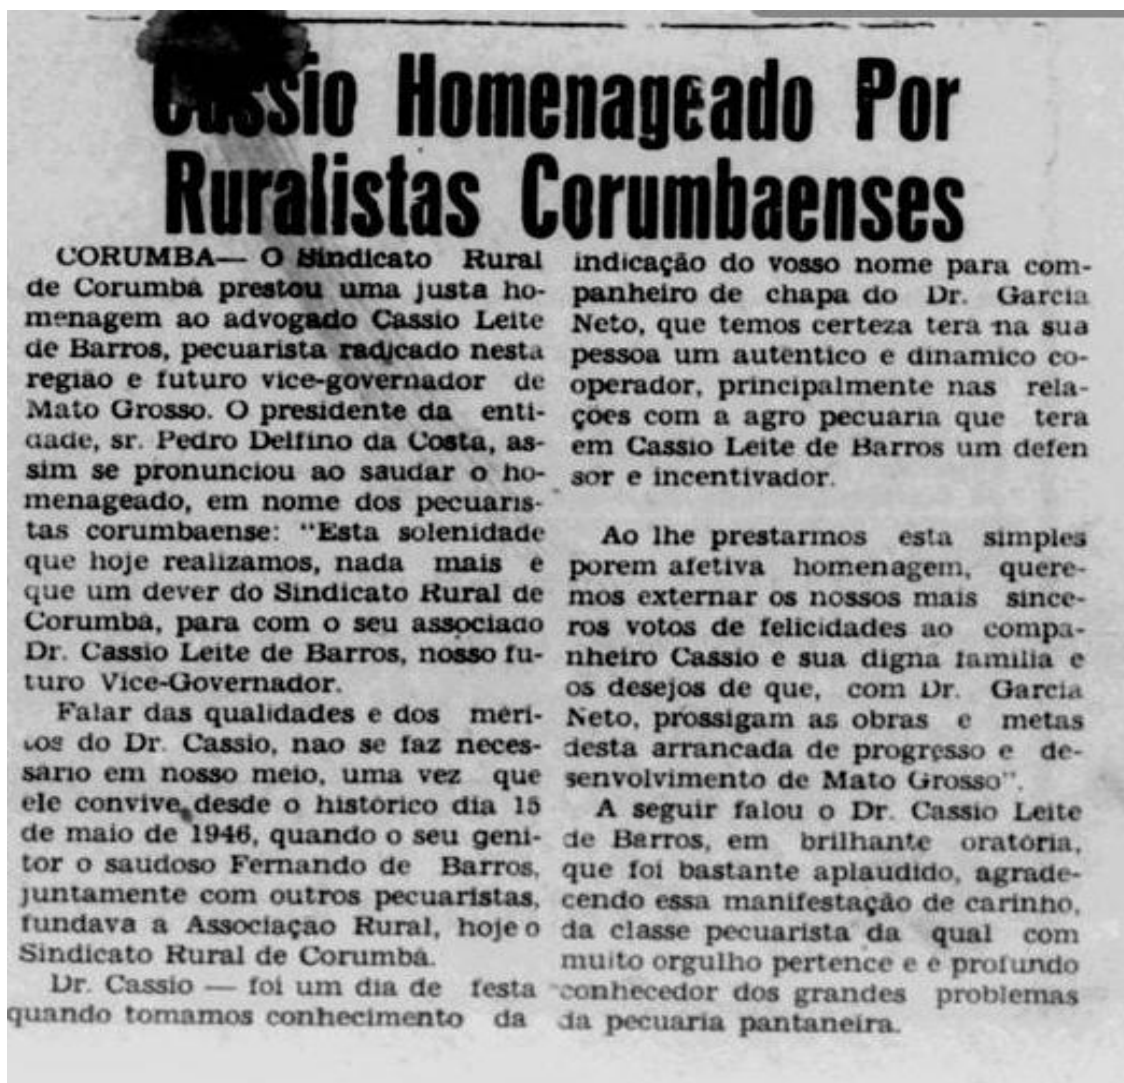 Cassio Homenageado Por
Ruralistas Corumbaenses
CORUMBA— O Sindicato Rural
de Corumbá prestou uma justa ho-
menagem ao advogado Cassio Leite
de Barros, pecuarista radicado nesta
região e futuro vice-governador de
Mato Grosso. O presidente da enti-
dade, sr. Pedro Delfino da Costa, as-
sim se pronunciou ao saudar o ho-
menageado, em nome dos pecuaris-
tas corumbaense: "Esta solenidade
que hoje realizamos, nada mais é
que um dever do Sindicato Rural de
Corumbá, para com o seu associado
Dr. Cassio Leite de Barros, nosso fu-
turo Vice-Governador.
Falar das qualidades e dos méri-
tos do Dr. Cassio, nao se faz neces-
sário em nosso meio, uma vez que
ele convive desde o histórico dia 15
de maio de 1946, quando o seu geni-
tor o saudoso Fernando de Barros,
juntamente com outros pecuaristas,
fundava a Associação Rural, hoje o
Sindicato Rural de Corumbá.
Dr. Cassio — foi um dia de festa
quando tomamos conhecimento da
indicação do vosso nome para com-
panheiro de chapa do Dr. Garcia
Neto, que temos certeza tera na sua
pessoa um autentico e dinamico co-
operador, principalmente nas rela-
ções com a agro pecuaria que tera
em Cassio Leite de Barros um defen
sor e incentivador.
Ao lhe prestarmos esta simples
porem afetiva homenagem, quere-
mos externar os nossos mais since-
ros votos de felicidades ao compa-
nheiro Cassio e sua digna familia e
os desejos de que, com Dr. Garcia
Neto, prossigam as obras e metas
desta arrancada de progresso e de-
senvolvimento de Mato Grosso".
A seguir falou o Dr. Cassio Leite
de Barros, em brilhante oratória,
que foi bastante aplaudido, agrade-
cendo essa manifestação de carinho,
da classe pecuarista da qual com
muito orgulho pertence e é profundo
conhecedor dos grandes problemas
da pecuaria pantaneira.